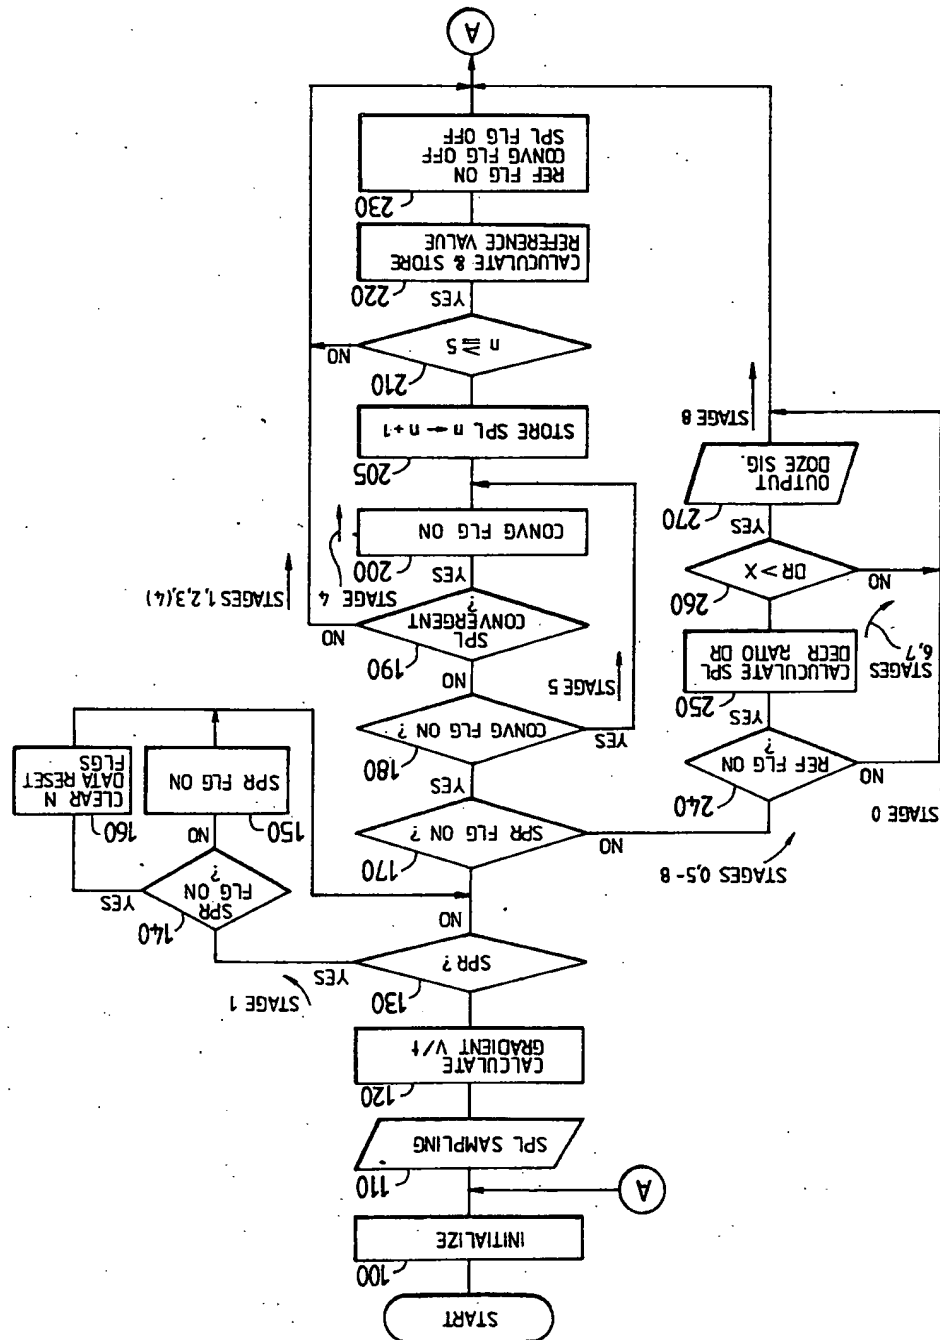 START
100
INITIALIZE
A
110
SPL SAMPLING
120
CALCULATE
GRADIENT V/t
130
SPR ?
YES
STAGE 1
NO
140
SPR
FLG ON
?
YES
NO
150
SPR FLG ON
160
CLEAR N
DATA RESET
FLGS
170
SPR FLG ON ?
NO
STAGES 0,5-8
YES
180
CONVG FLG ON ?
YES
STAGE 5
NO
190
SPL
CONVERGENT
?
NO
STAGES 1,2,3,(4)
YES
STAGE
4
200
CONVG FLG ON
205
STORE SPL n → n+1
210
n ≧ 5
NO
YES
220
CALUCULATE & STORE
REFERENCE VALUE
230
REF FLG ON
CONVG FLG OFF
SPL FLG OFF
240
REF FLG ON
?
NO
STAGE 0
YES
250
CALUCULATE SPL
DECR RATIO DR
STAGES
6,7
260
DR > X
NO
YES
270
OUTPUT
DOZE SIG.
STAGE 8
A